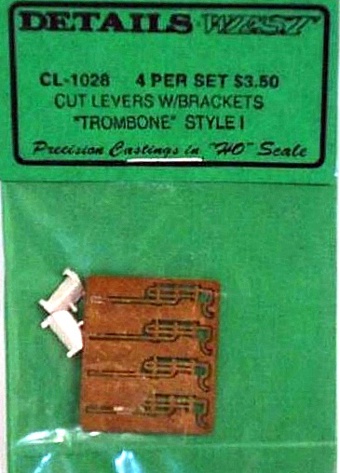 DETAILS WEST
CL-1028 4 PER SET $3.50
CUT LEVERS W/BRACKETS
"TROMBONE" STYLE I
Precision Castings in "HO" Scale